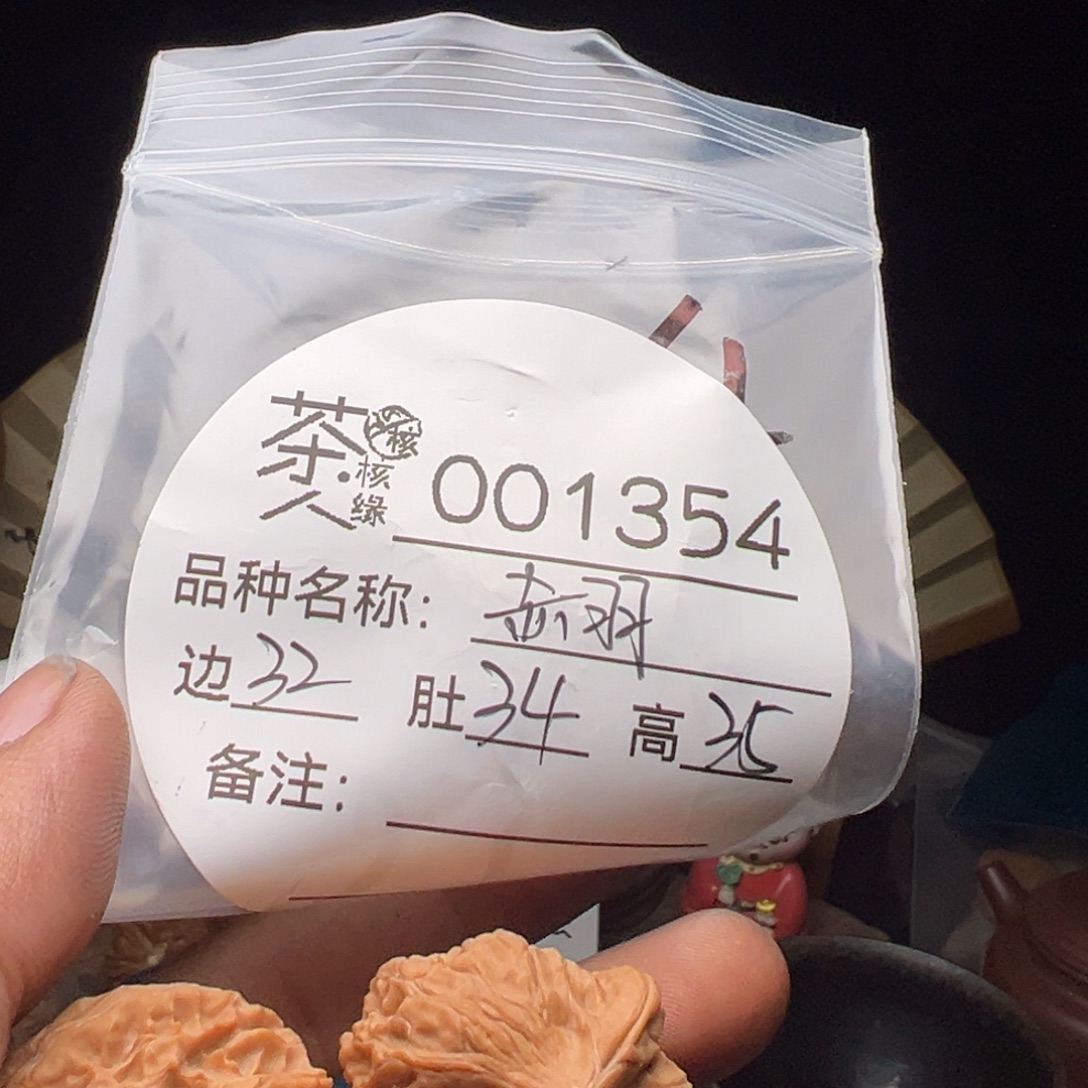 茶人 核 核缘 001354
品种名称: 赤羽
边32 肚34 高35
备注: